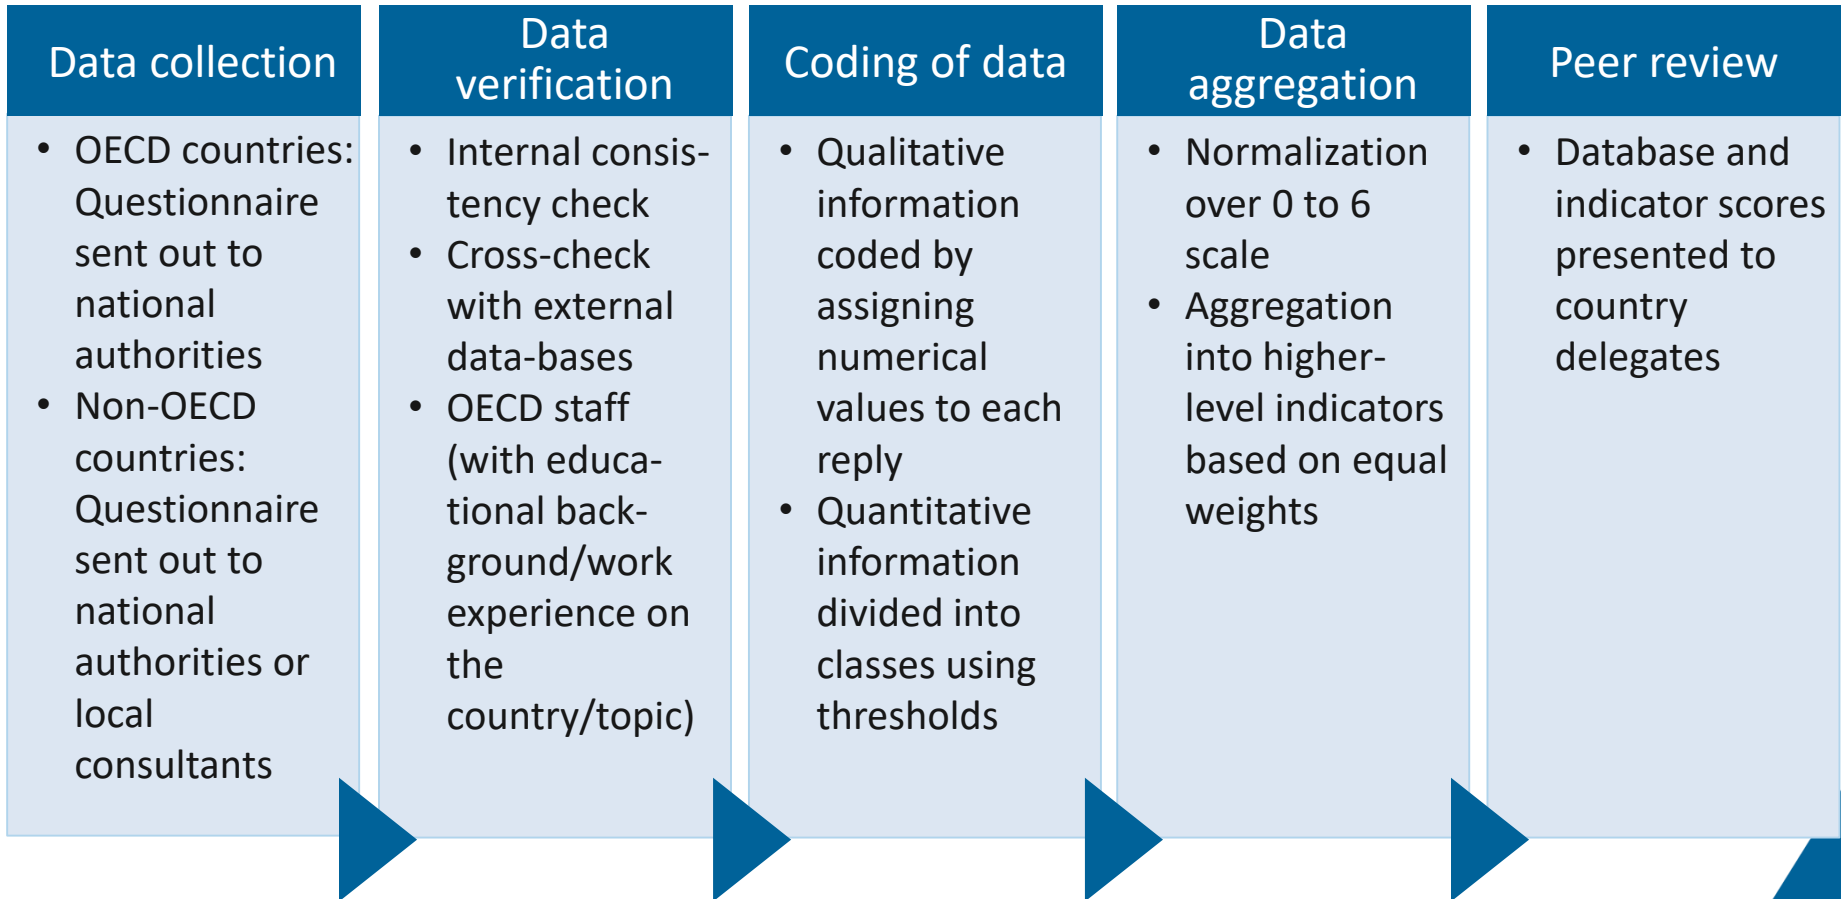 Data collection
• OECD countries:
Questionnaire
sent out to
national
authorities
• Non-OECD
countries:
Questionnaire
sent out to
national
authorities or
local
consultants
Data
verification
• Internal consis-
tency check
• Cross-check
with external
data-bases
• OECD staff
(with educa-
tional back-
ground/work
experience on
the
country/topic)
Coding of data
• Qualitative
information
coded by
assigning
numerical
values to each
reply
• Quantitative
information
divided into
classes using
thresholds
Data
aggregation
• Normalization
over 0 to 6
scale
• Aggregation
into higher-
level indicators
based on equal
weights
Peer review
• Database and
indicator scores
presented to
country
delegates